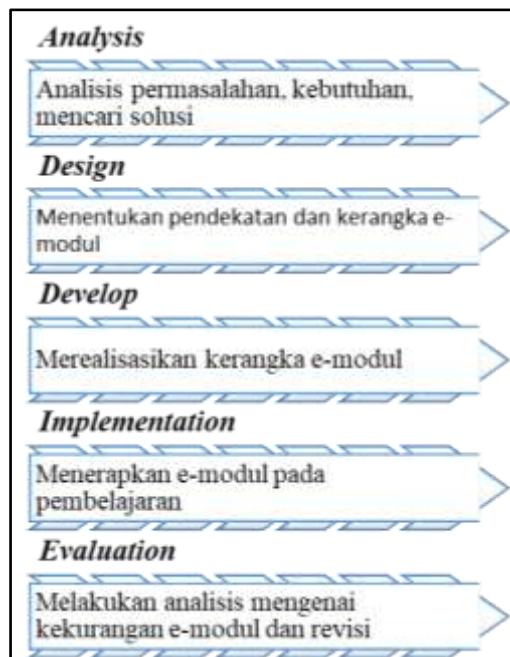 Analysis
Analisis permasalahan, kebutuhan,
mencari solusi
Design
Menentukan pendekatan dan kerangka e-
modul
Develop
Merealisasikan kerangka e-modul
Implementation
Menerapkan e-modul pada
pembelajaran
Evaluation
Melakukan analisis mengenai
kekurangan e-modul dan revisi